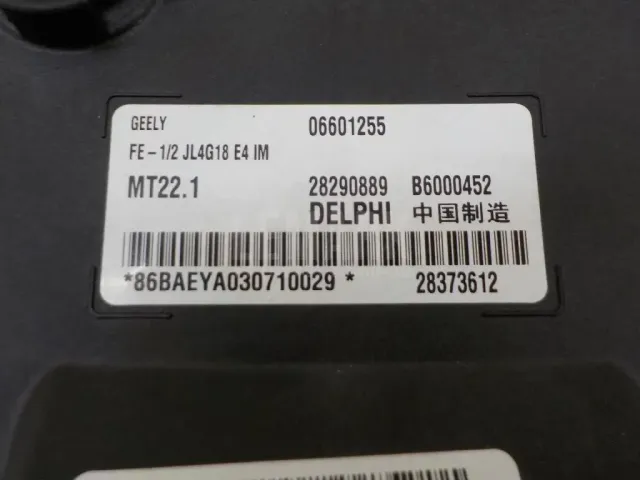 GEELY 06601255
FE-1/2 JL4G18 E4 IM
MT22.1 28290889 B6000452
DELPHI 中国制造
*86BAEYA030710029* 28373612